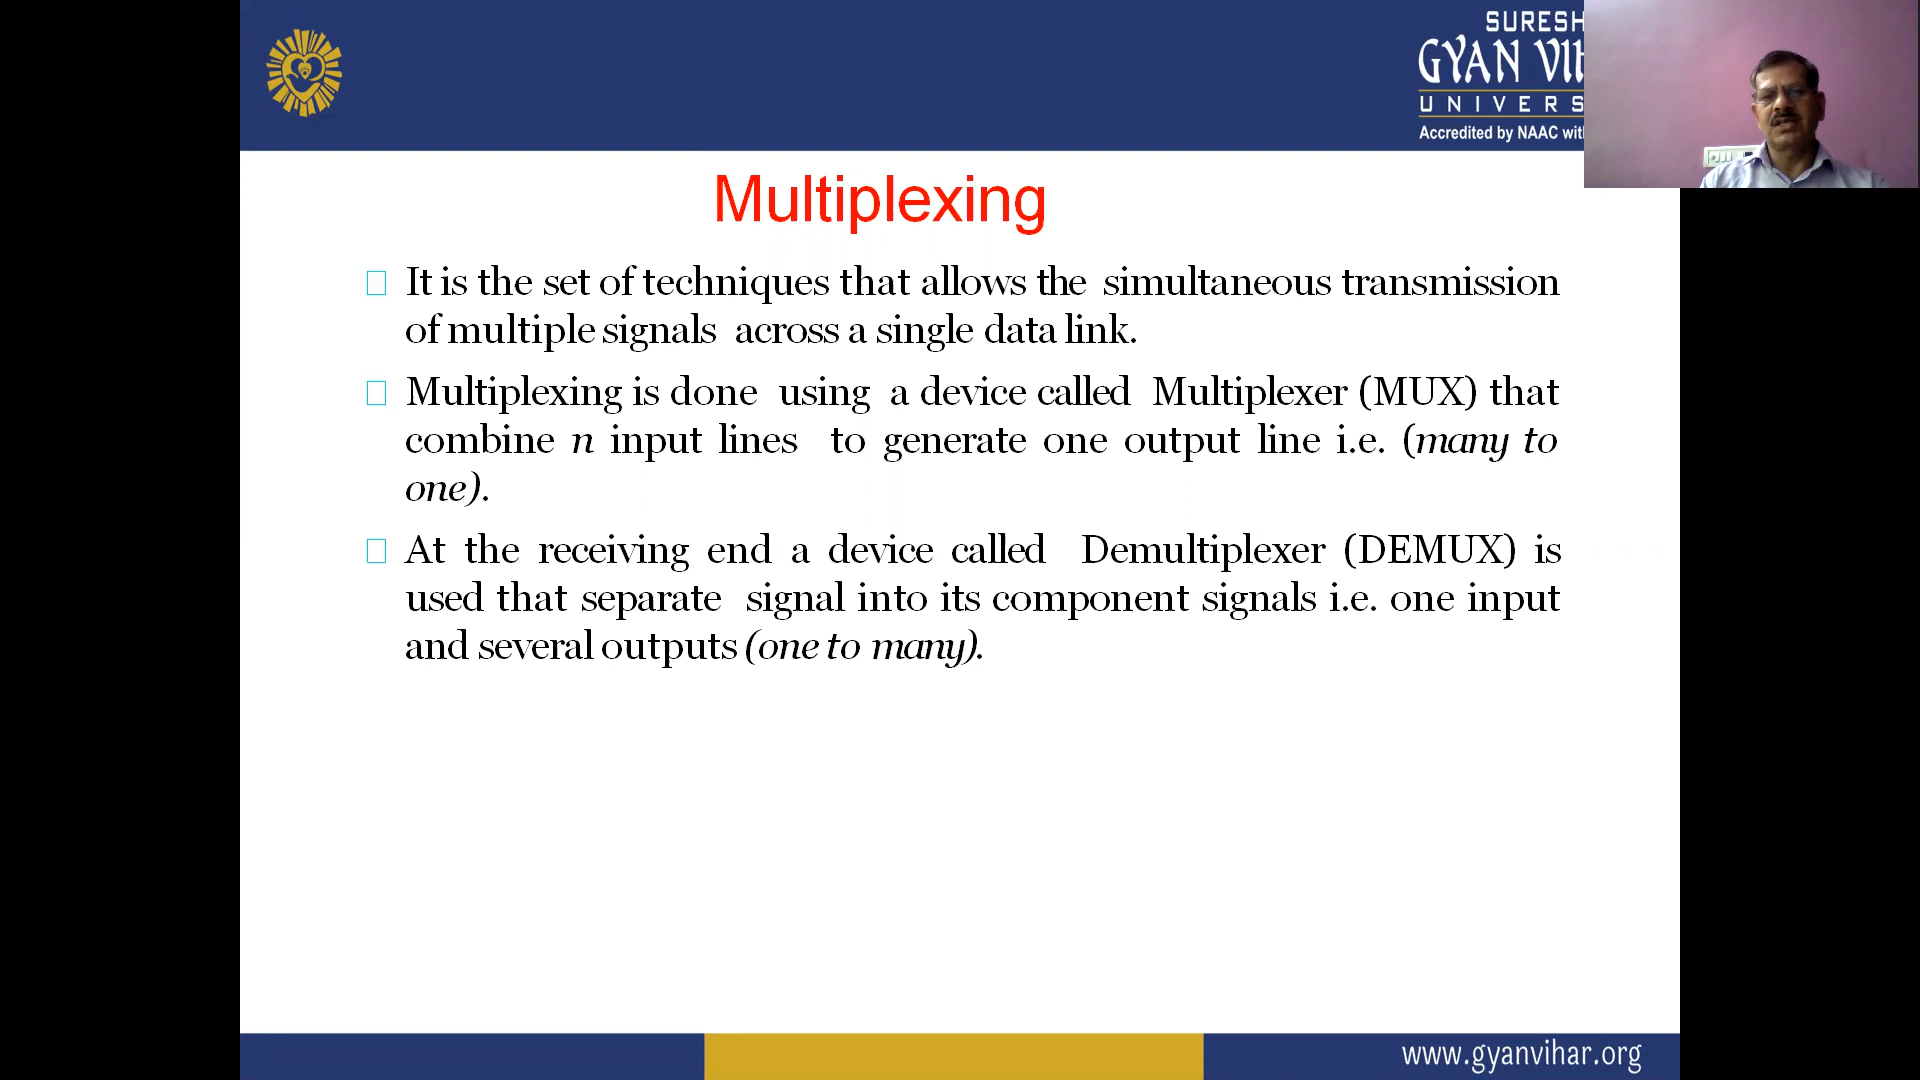 SURESH
GYAN VIH
UNIVERS
Accredited by NAAC with
Multiplexing
It is the set of techniques that allows the simultaneous transmission
of multiple signals across a single data link.
Multiplexing is done using a device called Multiplexer (MUX) that
combine n input lines to generate one output line i.e. (many to
one).
At the receiving end a device called Demultiplexer (DEMUX) is
used that separate signal into its component signals i.e. one input
and several outputs (one to many).
www.gyanvihar.org